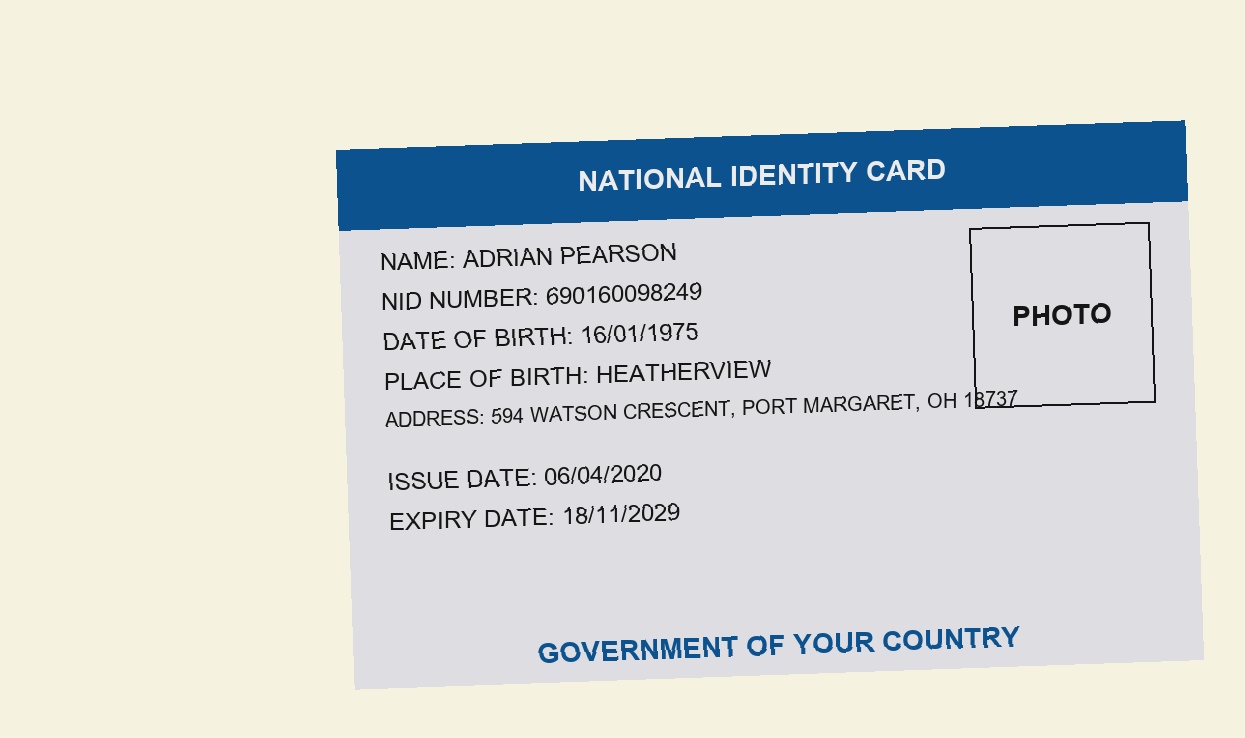 NATIONAL IDENTITY CARD
NAME: ADRIAN PEARSON
NID NUMBER: 690160098249
DATE OF BIRTH: 16/01/1975
PLACE OF BIRTH: HEATHERVIEW
ADDRESS: 594 WATSON CRESCENT, PORT MARGARET, OH 18737
PHOTO
ISSUE DATE: 06/04/2020
EXPIRY DATE: 18/11/2029
GOVERNMENT OF YOUR COUNTRY